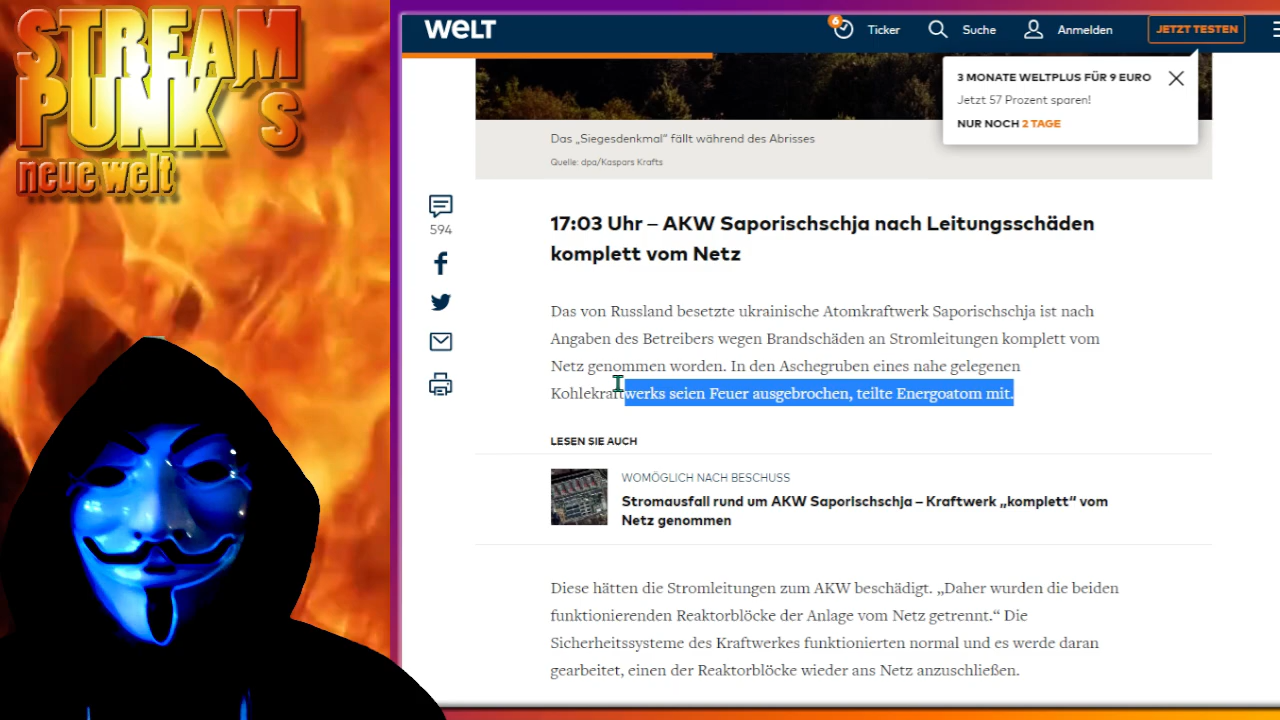 STREAM
PUNK´s
neue welt
WELT
6
Ticker
Suche
Anmelden
JETZT TESTEN
3 MONATE WELTPLUS FÜR 9 EURO
Jetzt 57 Prozent sparen!
NUR NOCH 2 TAGE
Das „Siegesdenkmal“ fällt während des Abrisses
Quelle: dpa/Kaspars Krafts
594
17:03 Uhr – AKW Saporischschja nach Leitungsschäden
komplett vom Netz
Das von Russland besetzte ukrainische Atomkraftwerk Saporischschja ist nach
Angaben des Betreibers wegen Brandschäden an Stromleitungen komplett vom
Netz genommen worden. In den Aschegruben eines nahe gelegenen
Kohlekraftwerks seien Feuer ausgebrochen, teilte Energoatom mit.
LESEN SIE AUCH
WOMÖGLICH NACH BESCHUSS
Stromausfall rund um AKW Saporischschja – Kraftwerk „komplett“ vom
Netz genommen
Diese hätten die Stromleitungen zum AKW beschädigt. „Daher wurden die beiden
funktionierenden Reaktorblöcke der Anlage vom Netz getrennt.“ Die
Sicherheitssysteme des Kraftwerkes funktionierten normal und es werde daran
gearbeitet, einen der Reaktorblöcke wieder ans Netz anzuschließen.